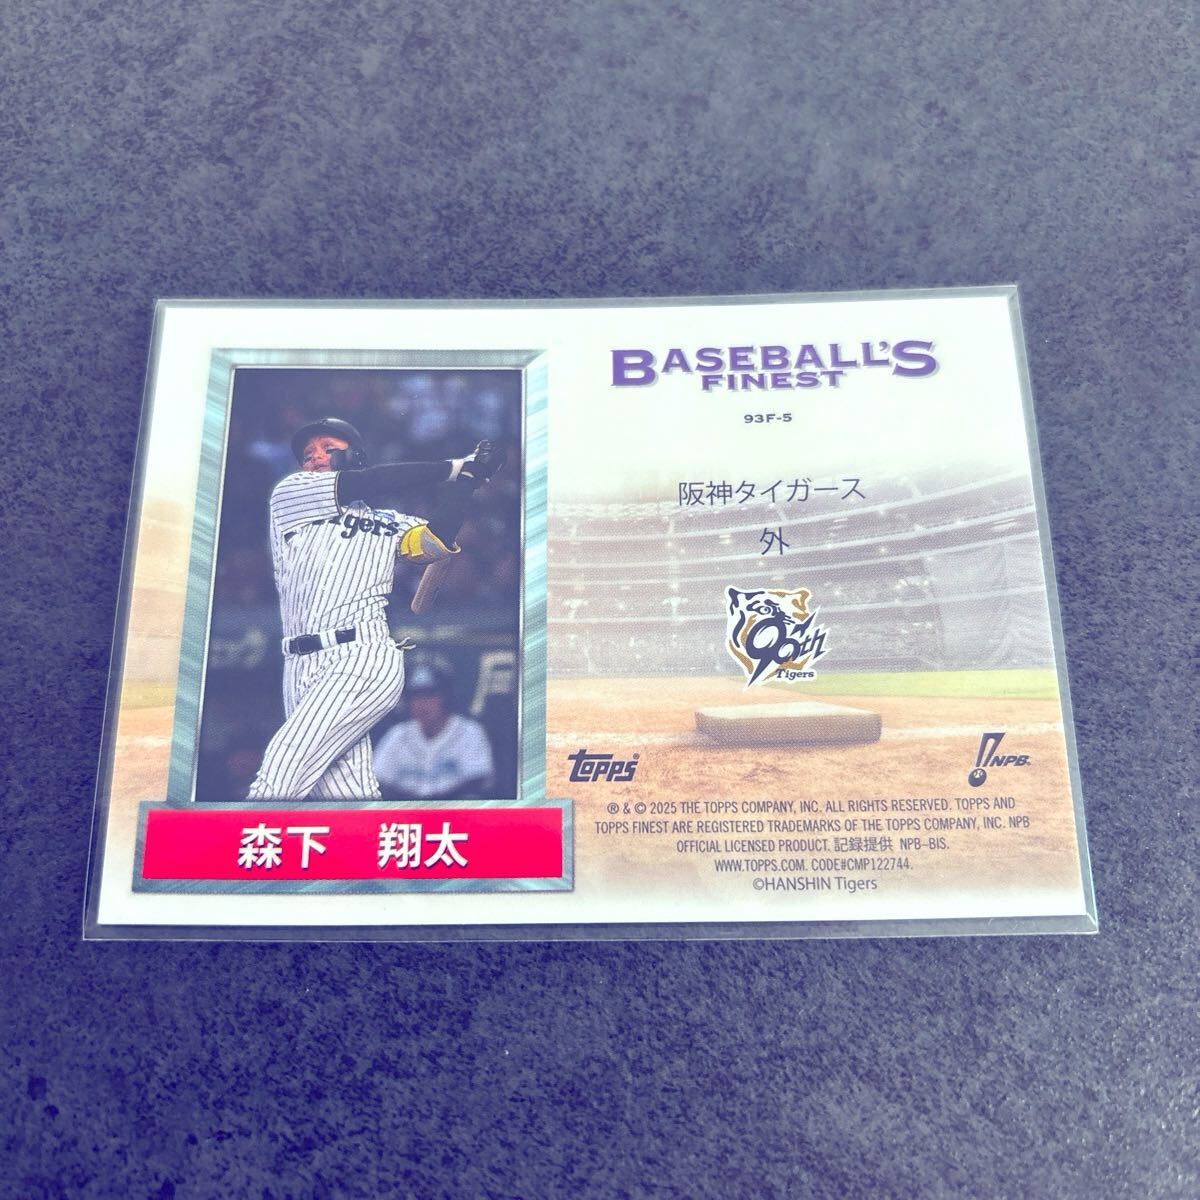 BASEBALL'S
FINEST
93F-5
阪神タイガース
外
90th
Tigers
Tigers
森下 翔太
topps®
NPB®
® & © 2025 THE TOPPS COMPANY, INC. ALL RIGHTS RESERVED. TOPPS AND
TOPPS FINEST ARE REGISTERED TRADEMARKS OF THE TOPPS COMPANY, INC. NPB
OFFICIAL LICENSED PRODUCT. 記録提供 NPB-BIS.
WWW.TOPPS.COM. CODE#CMP122744.
©HANSHIN Tigers